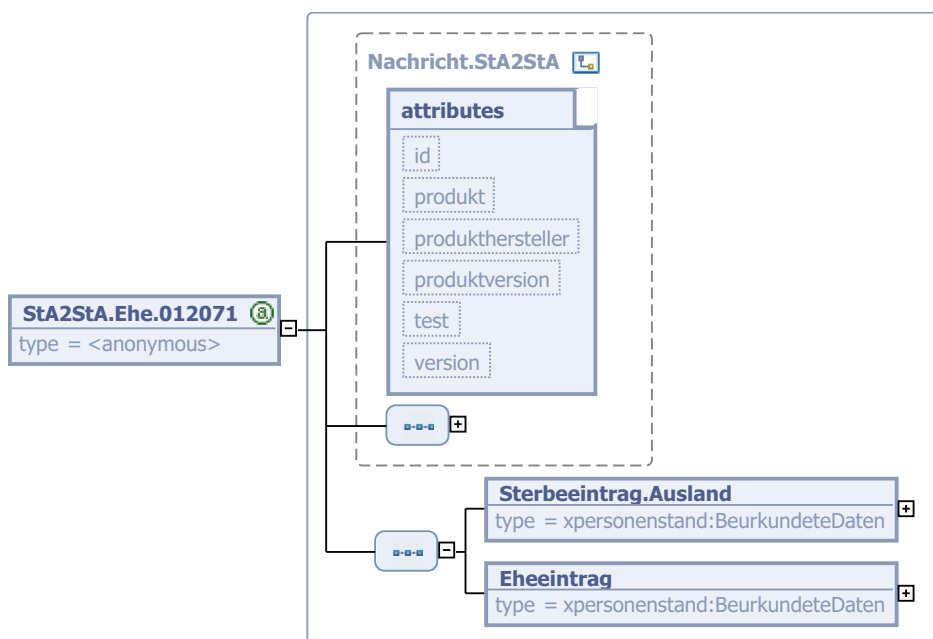 Nachricht.StA2StA
attributes
id
produkt
produkthersteller
produktversion
test
version
StA2StA.Ehe.012071 a
type = <anonymous>
Sterbeeintrag.Ausland
type = xpersonenstand:BeurkundeteDaten
Eheeintrag
type = xpersonenstand:BeurkundeteDaten